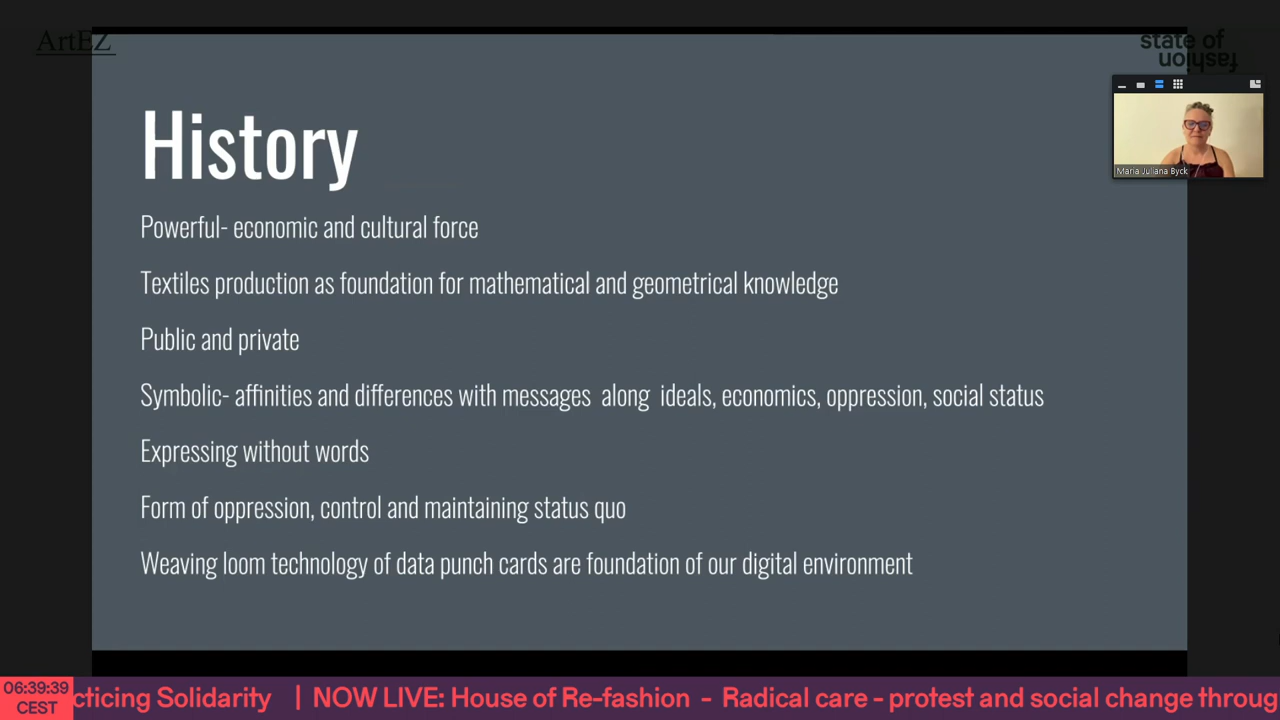 ArtEZ
state of
fashion
Maria Juliana Byck
History
Powerful- economic and cultural force
Textiles production as foundation for mathematical and geometrical knowledge
Public and private
Symbolic- affinities and differences with messages  along  ideals, economics, oppression, social status
Expressing without words
Form of oppression, control and maintaining status quo
Weaving loom technology of data punch cards are foundation of our digital environment
06:39:39
CEST
cticing Solidarity | NOW LIVE: House of Re-fashion - Radical care - protest and social change throug